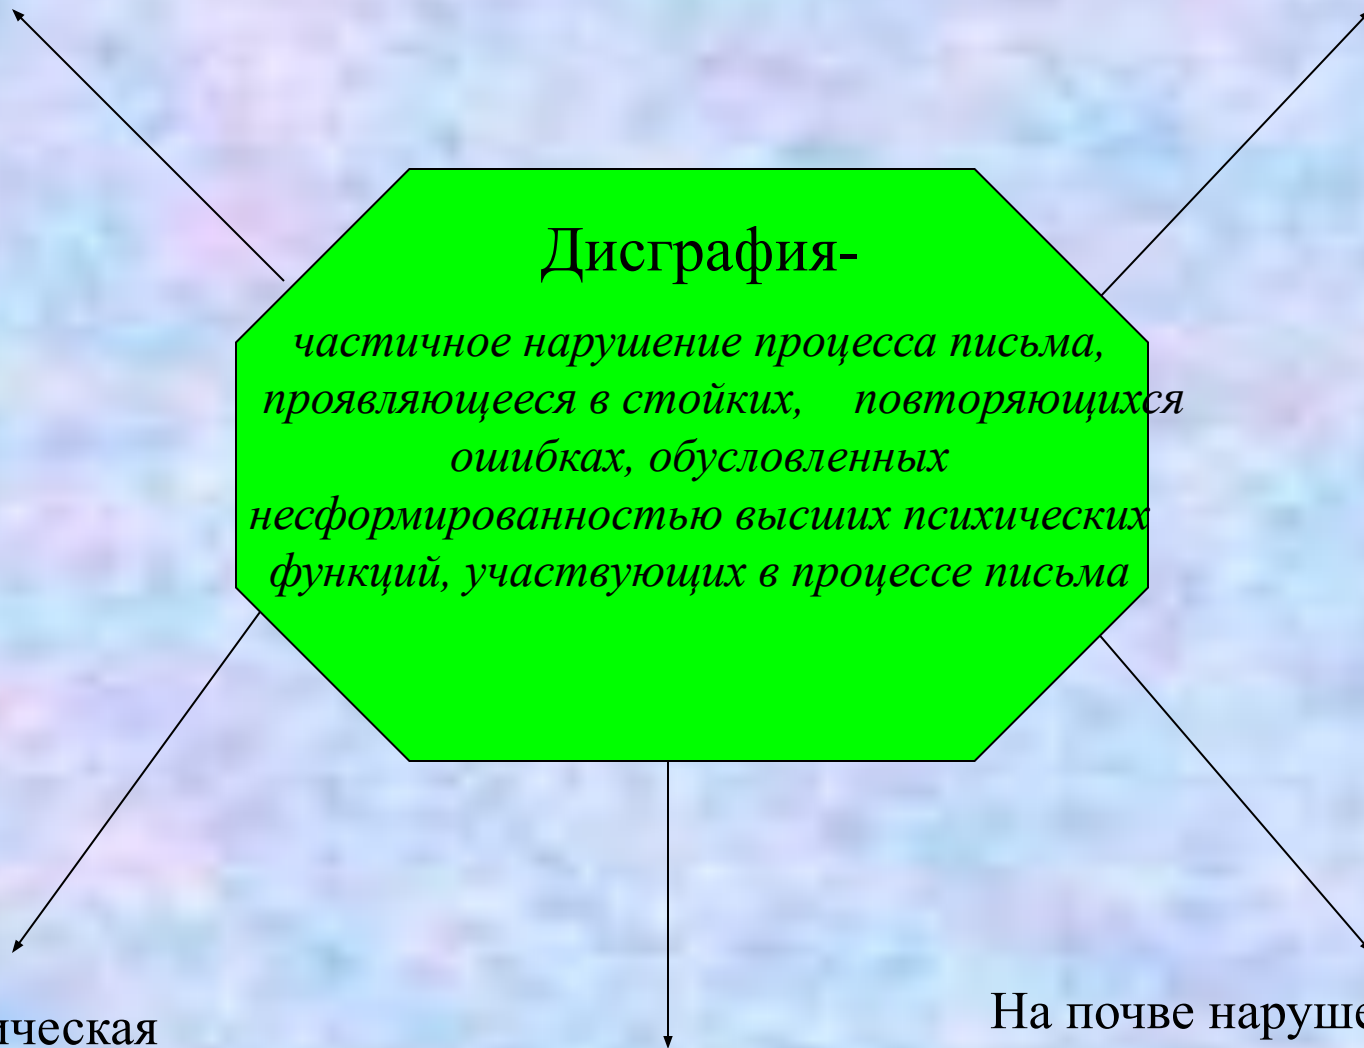 Дисграфия-
частичное нарушение процесса письма,
проявляющееся в стойких, повторяющихся
ошибках, обусловленных
несформированностью высших психических
функций, участвующих в процессе письма
На почве наруше
ическая